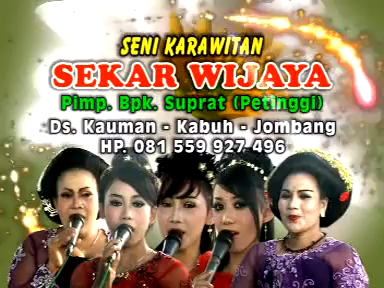 SENI KARAWITAN
SEKAR WIJAYA
Pimp. Bpk. Suprat (Petinggi)
Ds. Kauman - Kabuh - Jombang
HP. 081 559 927 496